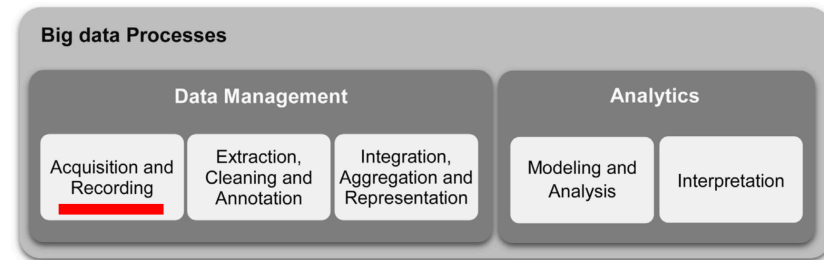 Big data Processes
Data Management
Analytics
Acquisition and
Recording
Extraction,
Cleaning and
Annotation
Integration,
Aggregation and
Representation
Modeling and
Analysis
Interpretation